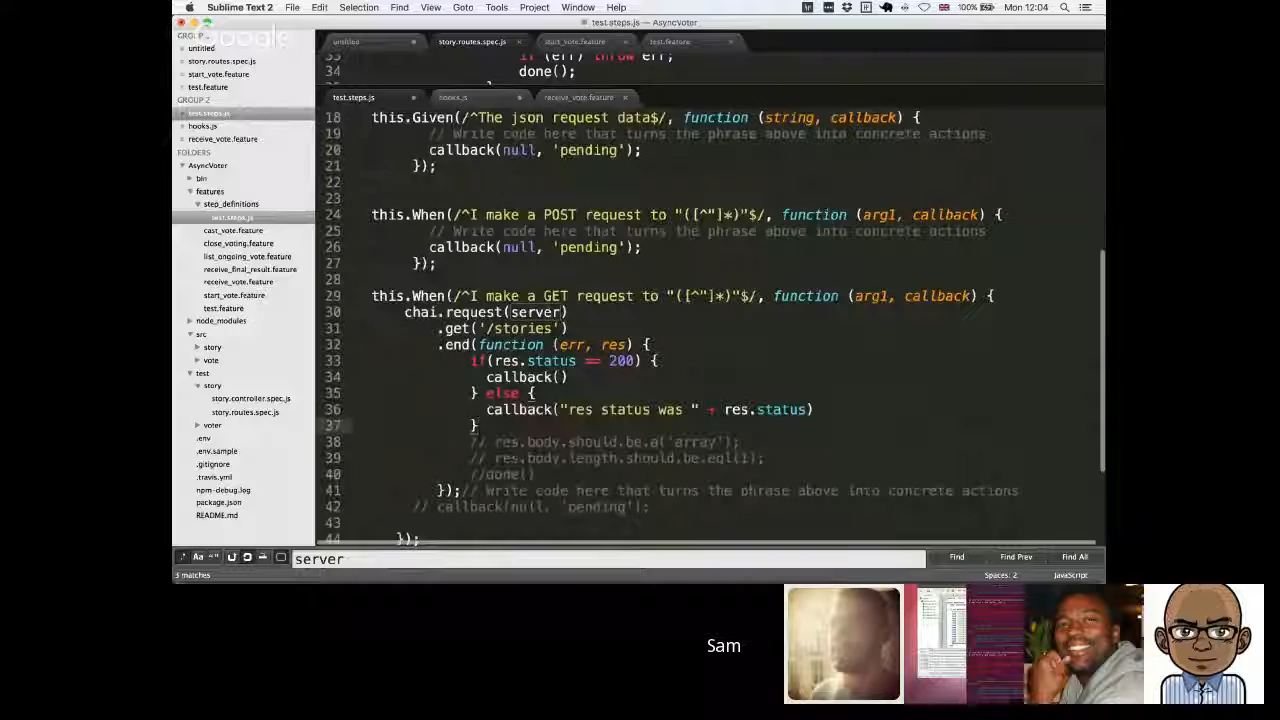 Sublime Text 2 File Edit Selection Find View Goto Tools Project Window Help 100% Mon 12:04
test.steps.js — AsyncVoter
Google
GROUP
untitled
story.routes.spec.js
start_vote.feature
test.feature
GROUP 2
test.steps.js
hooks.js
receive_vote.feature
FOLDERS
AsyncVoter
bin
features
step_definitions
test.steps.js
cast_vote.feature
close_voting.feature
list_ongoing_vote.feature
receive_final_result.feature
receive_vote.feature
start_vote.feature
test.feature
node_modules
src
story
vote
test
story
story.controller.spec.js
story.routes.spec.js
voter
.env
.env.sample
.gitignore
.travis.yml
npm-debug.log
package.json
README.md
untitled story.routes.spec.js start_vote.feature test.feature
33 if (err) throw err;
34 done();
test.steps.js hooks.js receive_vote.feature
18 this.Given(/^The json request data$/, function (string, callback) {
19 // Write code here that turns the phrase above into concrete actions
20 callback(null, 'pending');
21 });
22
23
24 this.When(/^I make a POST request to "([^"]*)"$/, function (arg1, callback) {
25 // Write code here that turns the phrase above into concrete actions
26 callback(null, 'pending');
27 });
28
29 this.When(/^I make a GET request to "([^"]*)"$/, function (arg1, callback) {
30 chai.request(server)
31 .get('/stories')
32 .end(function (err, res) {
33 if(res.status == 200) {
34 callback()
35 } else {
36 callback("res status was " + res.status)
37 }
38 // res.body.should.be.a('array');
39 // res.body.length.should.be.eql(1);
40 //done()
41 });// Write code here that turns the phrase above into concrete actions
42 // callback(null, 'pending');
43
44 });
server Find Find Prev Find All
3 matches Spaces: 2 JavaScript
Sam